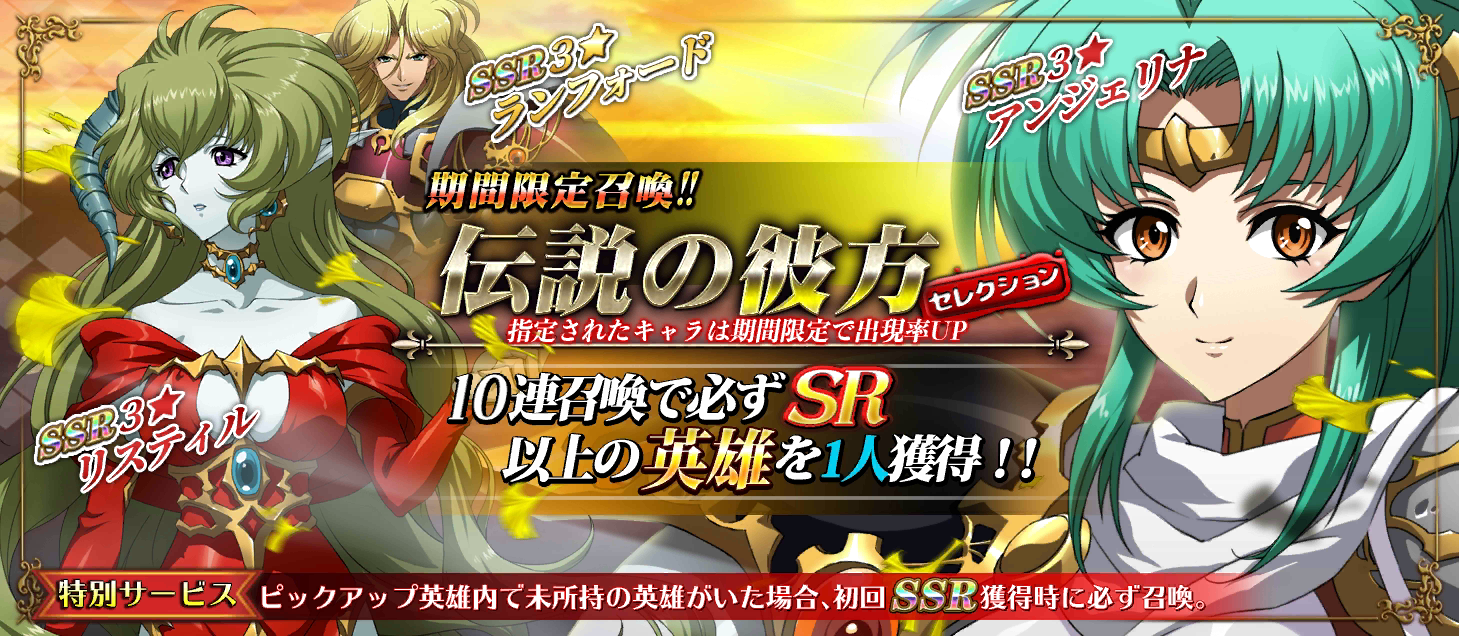 SSR3★
ランフォード
SSR3★
アンジェリナ
期間限定召喚!!
伝説の彼方
セレクション
指定されたキャラは期間限定で出現率UP
SSR3★
リスティル
10連召喚で必ずSR
以上の英雄を1人獲得!!
特別サービス
ピックアップ英雄内で未所持の英雄がいた場合、初回SSR獲得時に必ず召喚。